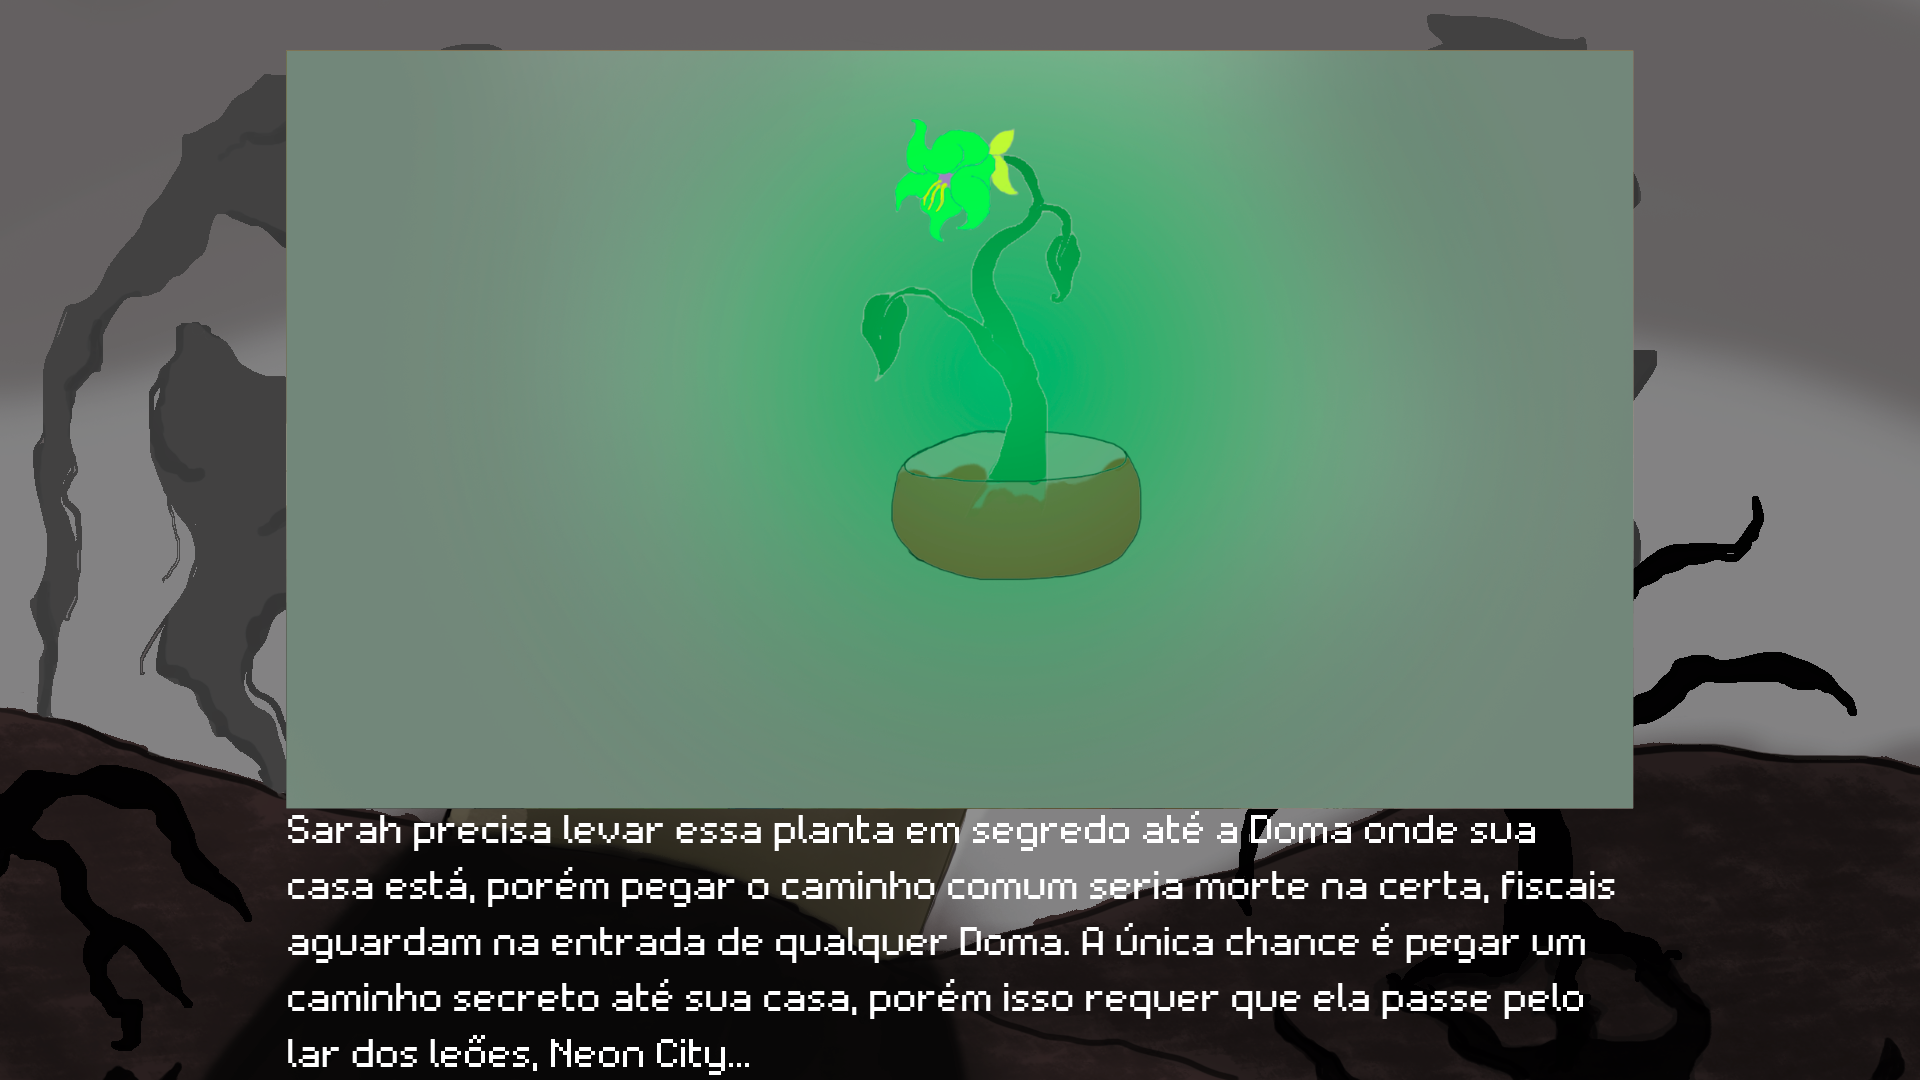 Sarah precisa levar essa planta em segredo até a Doma onde sua
casa está, porém pegar o caminho comum seria morte na certa, fiscais
aguardam na entrada de qualquer Doma. A única chance é pegar um
caminho secreto até sua casa, porém isso requer que ela passe pelo
lar dos leões, Neon City...